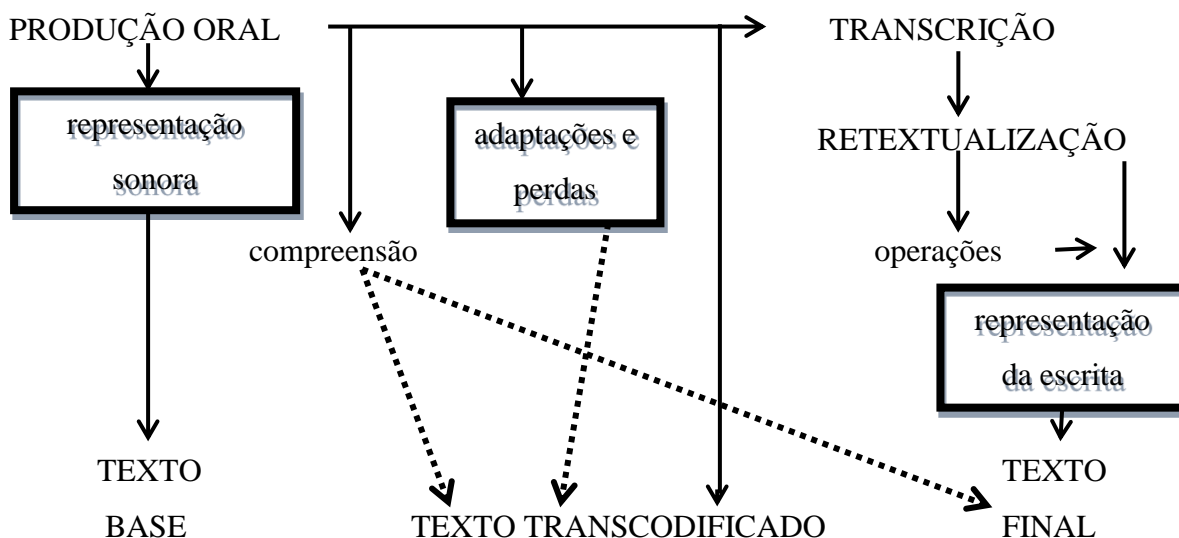 PRODUÇÃO ORAL
TRANSCRIÇÃO
representação
sonora
adaptações e
perdas
RETEXTUALIZAÇÃO
compreensão
operações
representação
da escrita
TEXTO
BASE
TEXTO TRANSCODIFICADO
TEXTO
FINAL